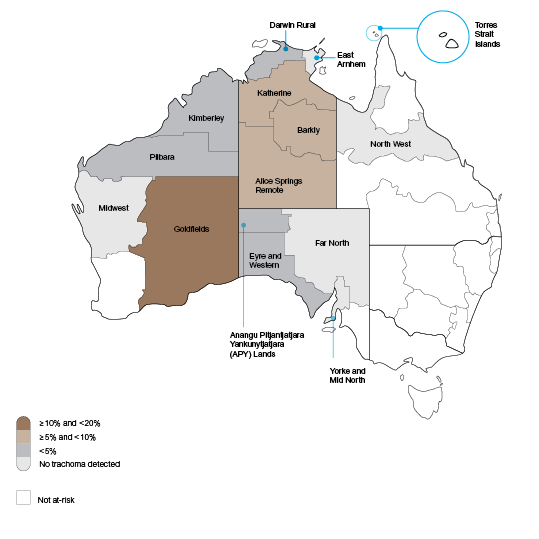 Darwin Rural
Torres
Strait
Islands
East
Arnhem
Katherine
Kimberley
Barkly
North West
Pilbara
Alice Springs
Remote
Midwest
Goldfields
Far North
Eyre and
Western
Anangu Pitjantjatjara
Yankunytjatjara
(APY) Lands
Yorke and
Mid North
≥10% and <20%
≥5% and <10%
<5%
No trachoma detected
Not at-risk